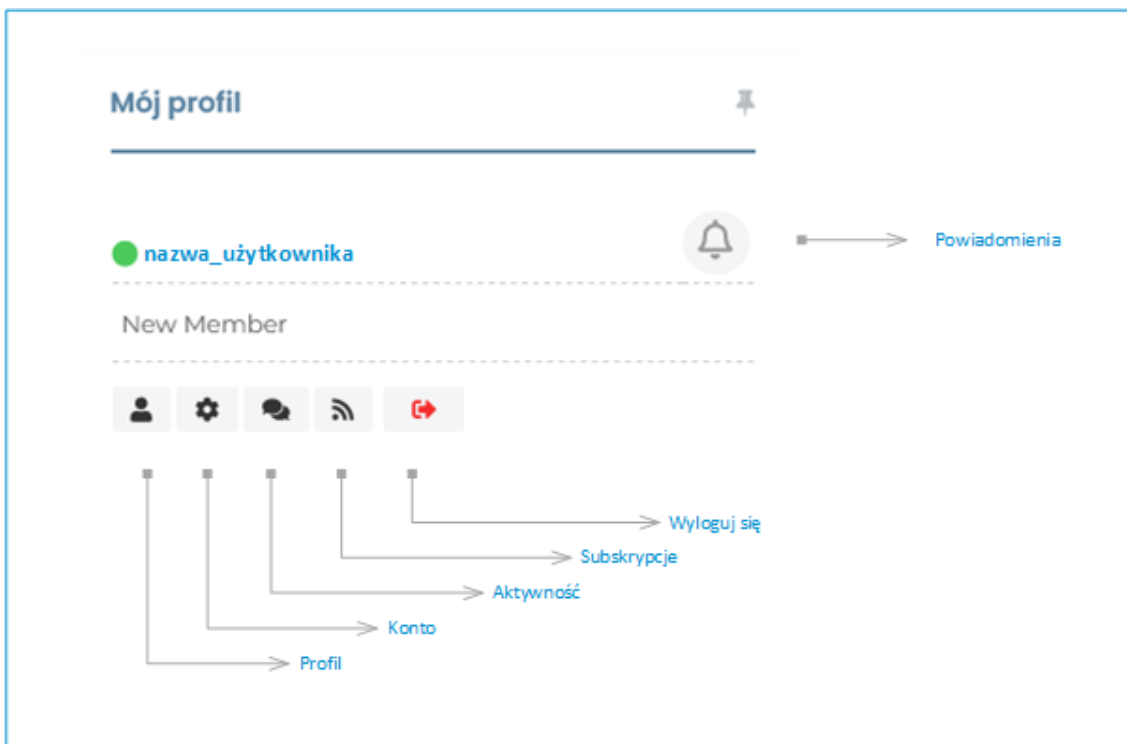 Mój profil
nazwa_użytkownika
Powiadomienia
New Member
Wyloguj się
Subskrypcje
Aktywność
Konto
Profil